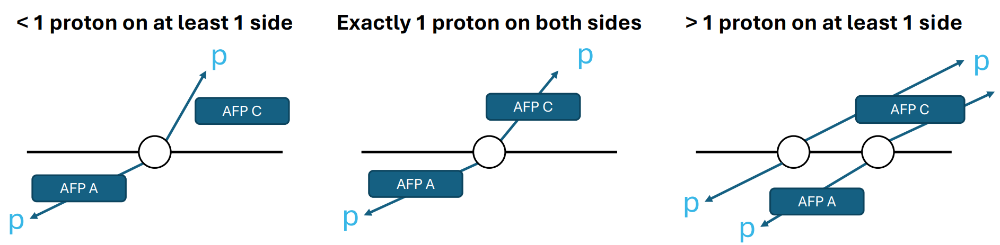 < 1 proton on at least 1 side
p
AFP C
AFP A
p
Exactly 1 proton on both sides
p
AFP C
AFP A
p
> 1 proton on at least 1 side
p
AFP C
p
AFP A
p